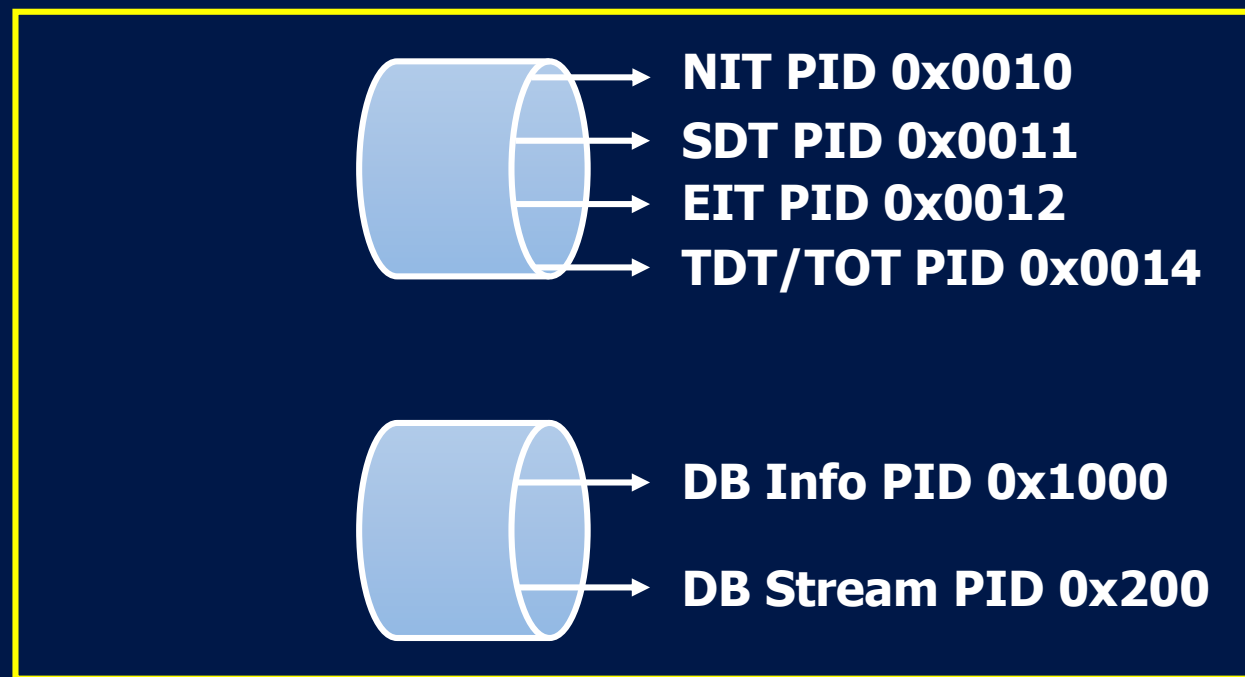 NIT PID 0x0010
SDT PID 0x0011
EIT PID 0x0012
TDT/TOT PID 0x0014
DB Info PID 0x1000
DB Stream PID 0x200